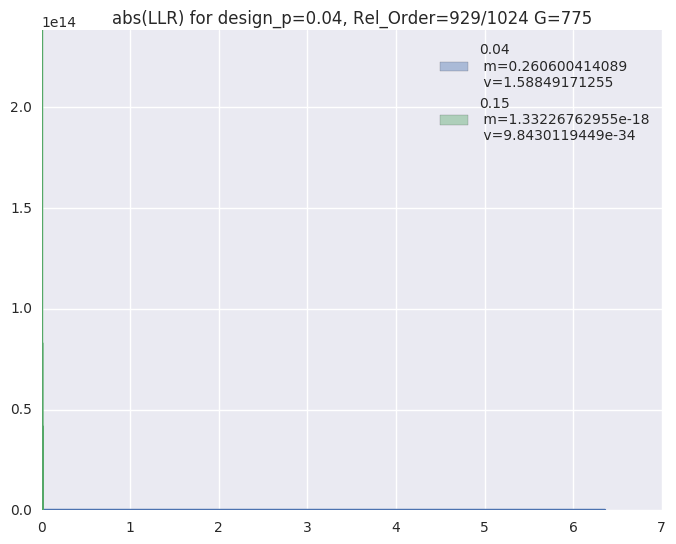 abs(LLR) for design_p=0.04, Rel_Order=929/1024 G=775
1e14
0.04
m=0.260600414089
v=1.58849171255
0.15
m=1.33226762955e-18
v=9.8430119449e-34
2.0
1.5
1.0
0.5
0.0
0 1 2 3 4 5 6 7